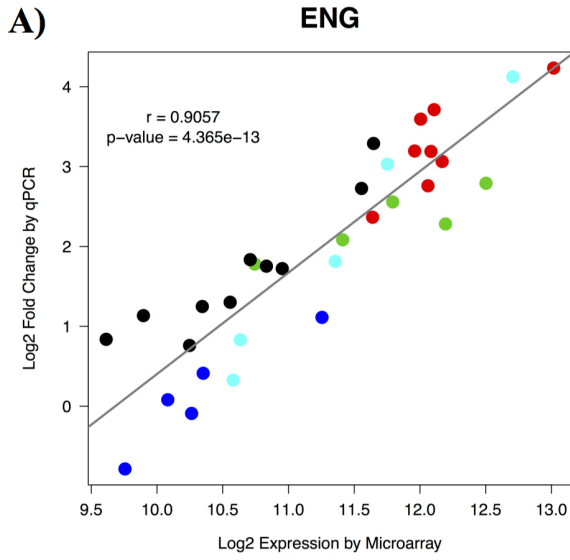 A)
ENG
r = 0.9057
p−value = 4.365e−13
4
3
2
1
0
Log2 Fold Change by qPCR
9.5 10.0 10.5 11.0 11.5 12.0 12.5 13.0
Log2 Expression by Microarray